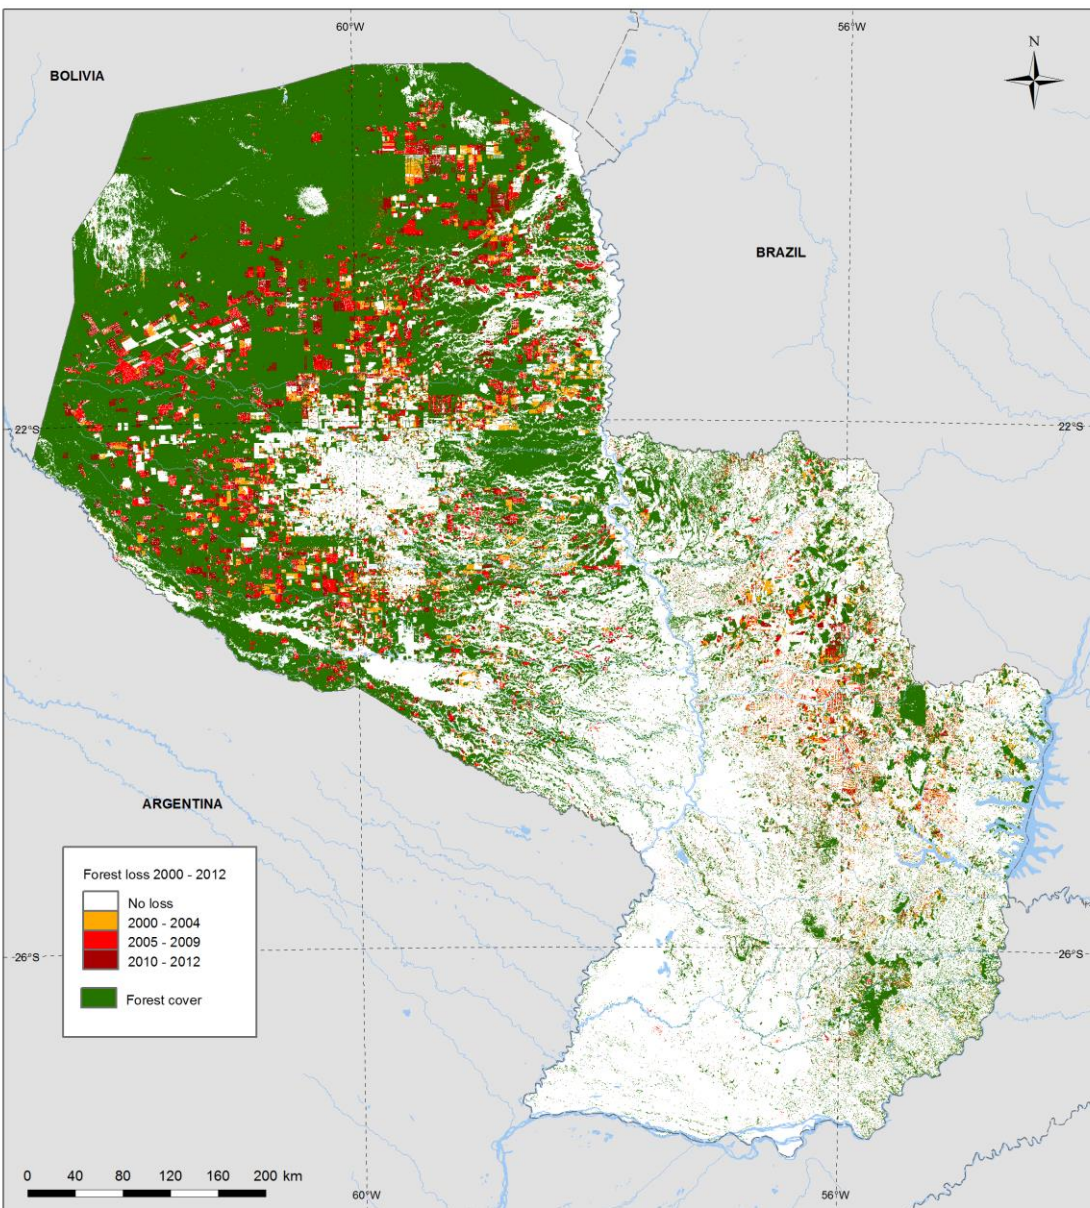 60°W
56°W
BOLIVIA
N
BRAZIL
22°S
22°S
ARGENTINA
Forest loss 2000 - 2012
No loss
2000 - 2004
2005 - 2009
2010 - 2012
Forest cover
26°S
26°S
0 40 80 120 160 200 km
60°W
56°W